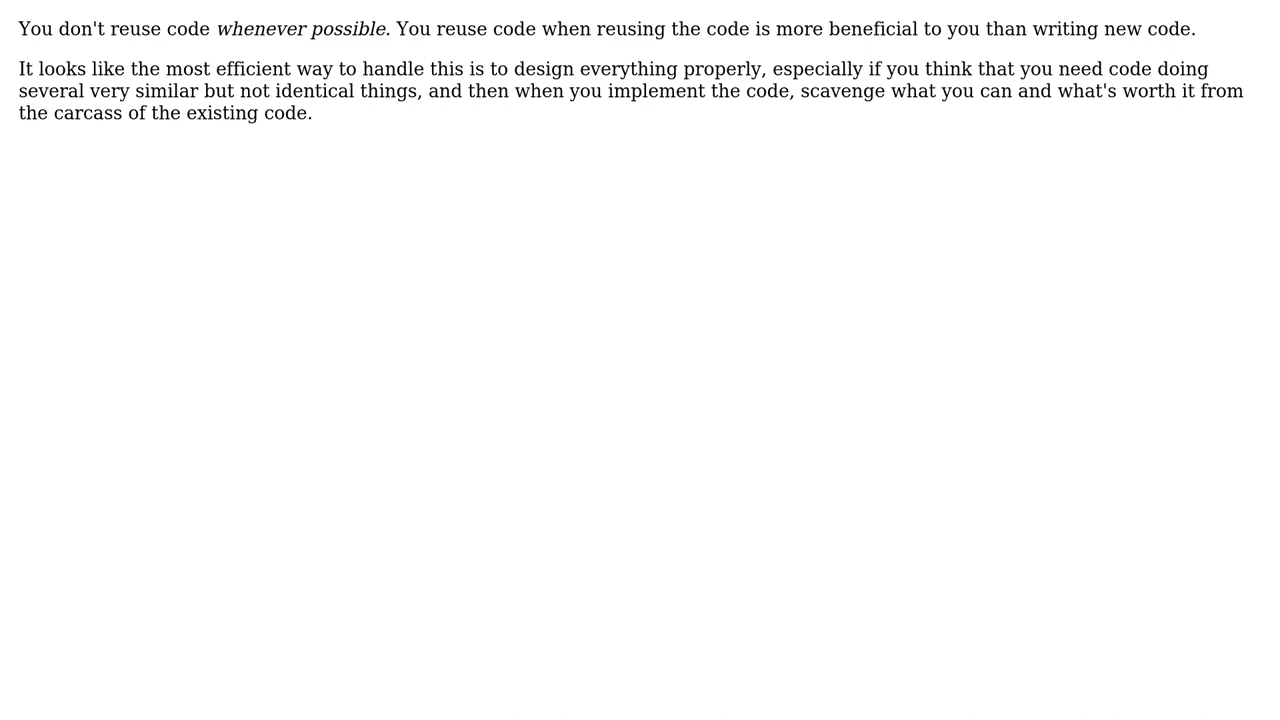 You don't reuse code whenever possible. You reuse code when reusing the code is more beneficial to you than writing new code.
It looks like the most efficient way to handle this is to design everything properly, especially if you think that you need code doing
several very similar but not identical things, and then when you implement the code, scavenge what you can and what's worth it from
the carcass of the existing code.